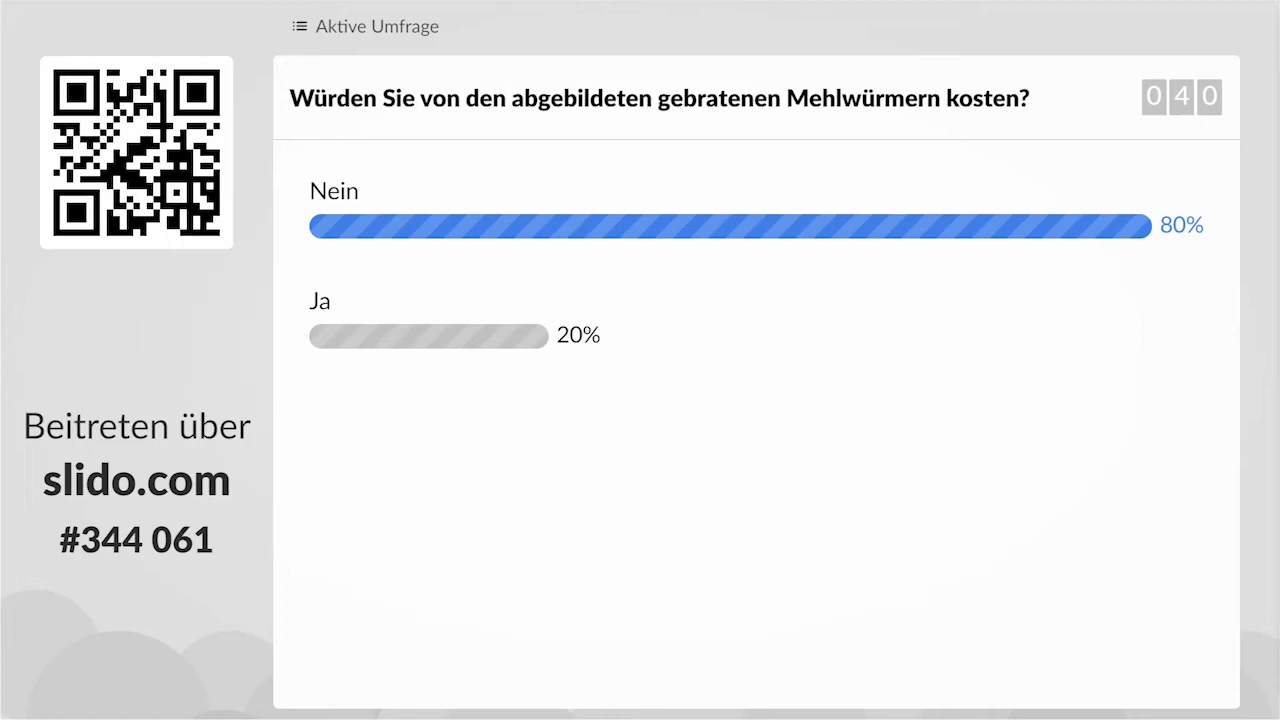 Aktive Umfrage
Würden Sie von den abgebildeten gebratenen Mehlwürmern kosten?
040
Nein
80%
Ja
20%
Beitreten über
slido.com
#344 061